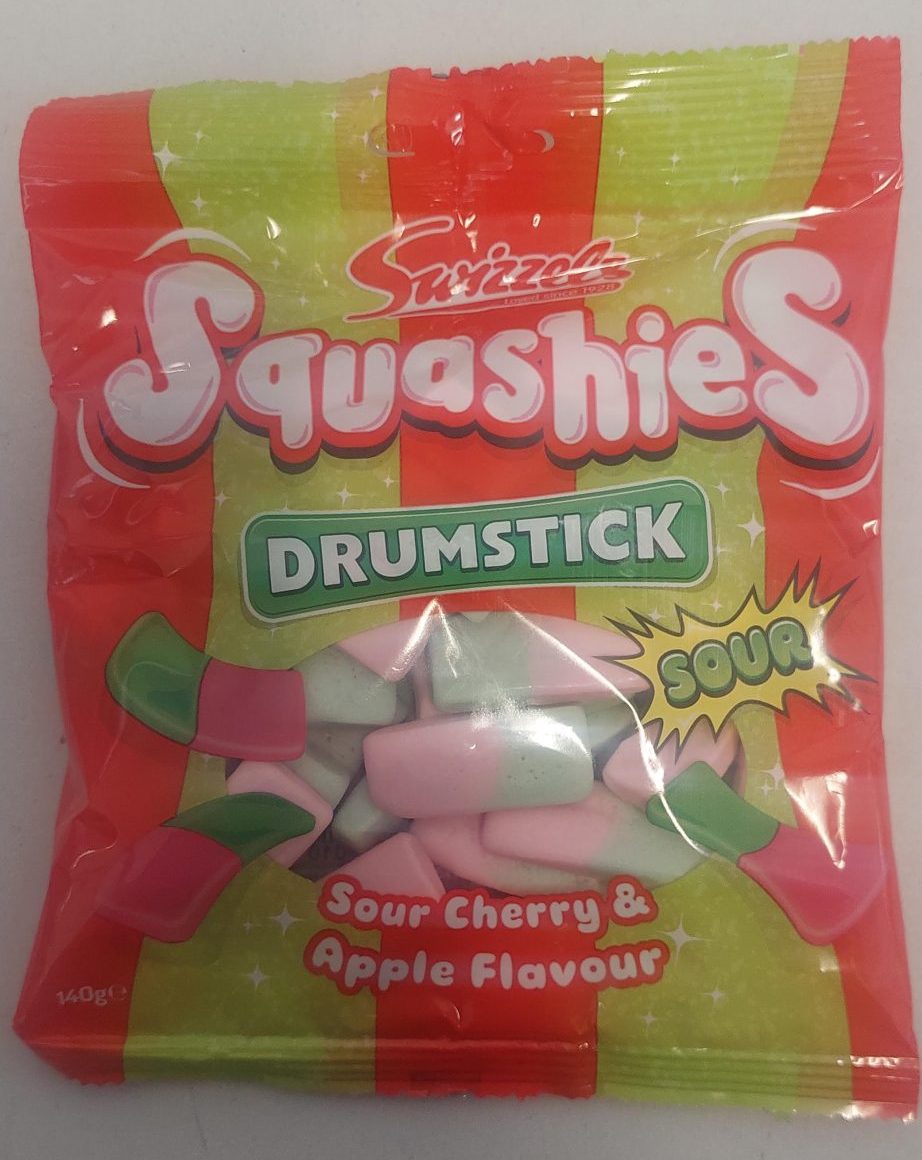 Swizzels
Loved since 1928
Squashies
DRUMSTICK
SOUR
Sour Cherry &
Apple Flavour
140g℮